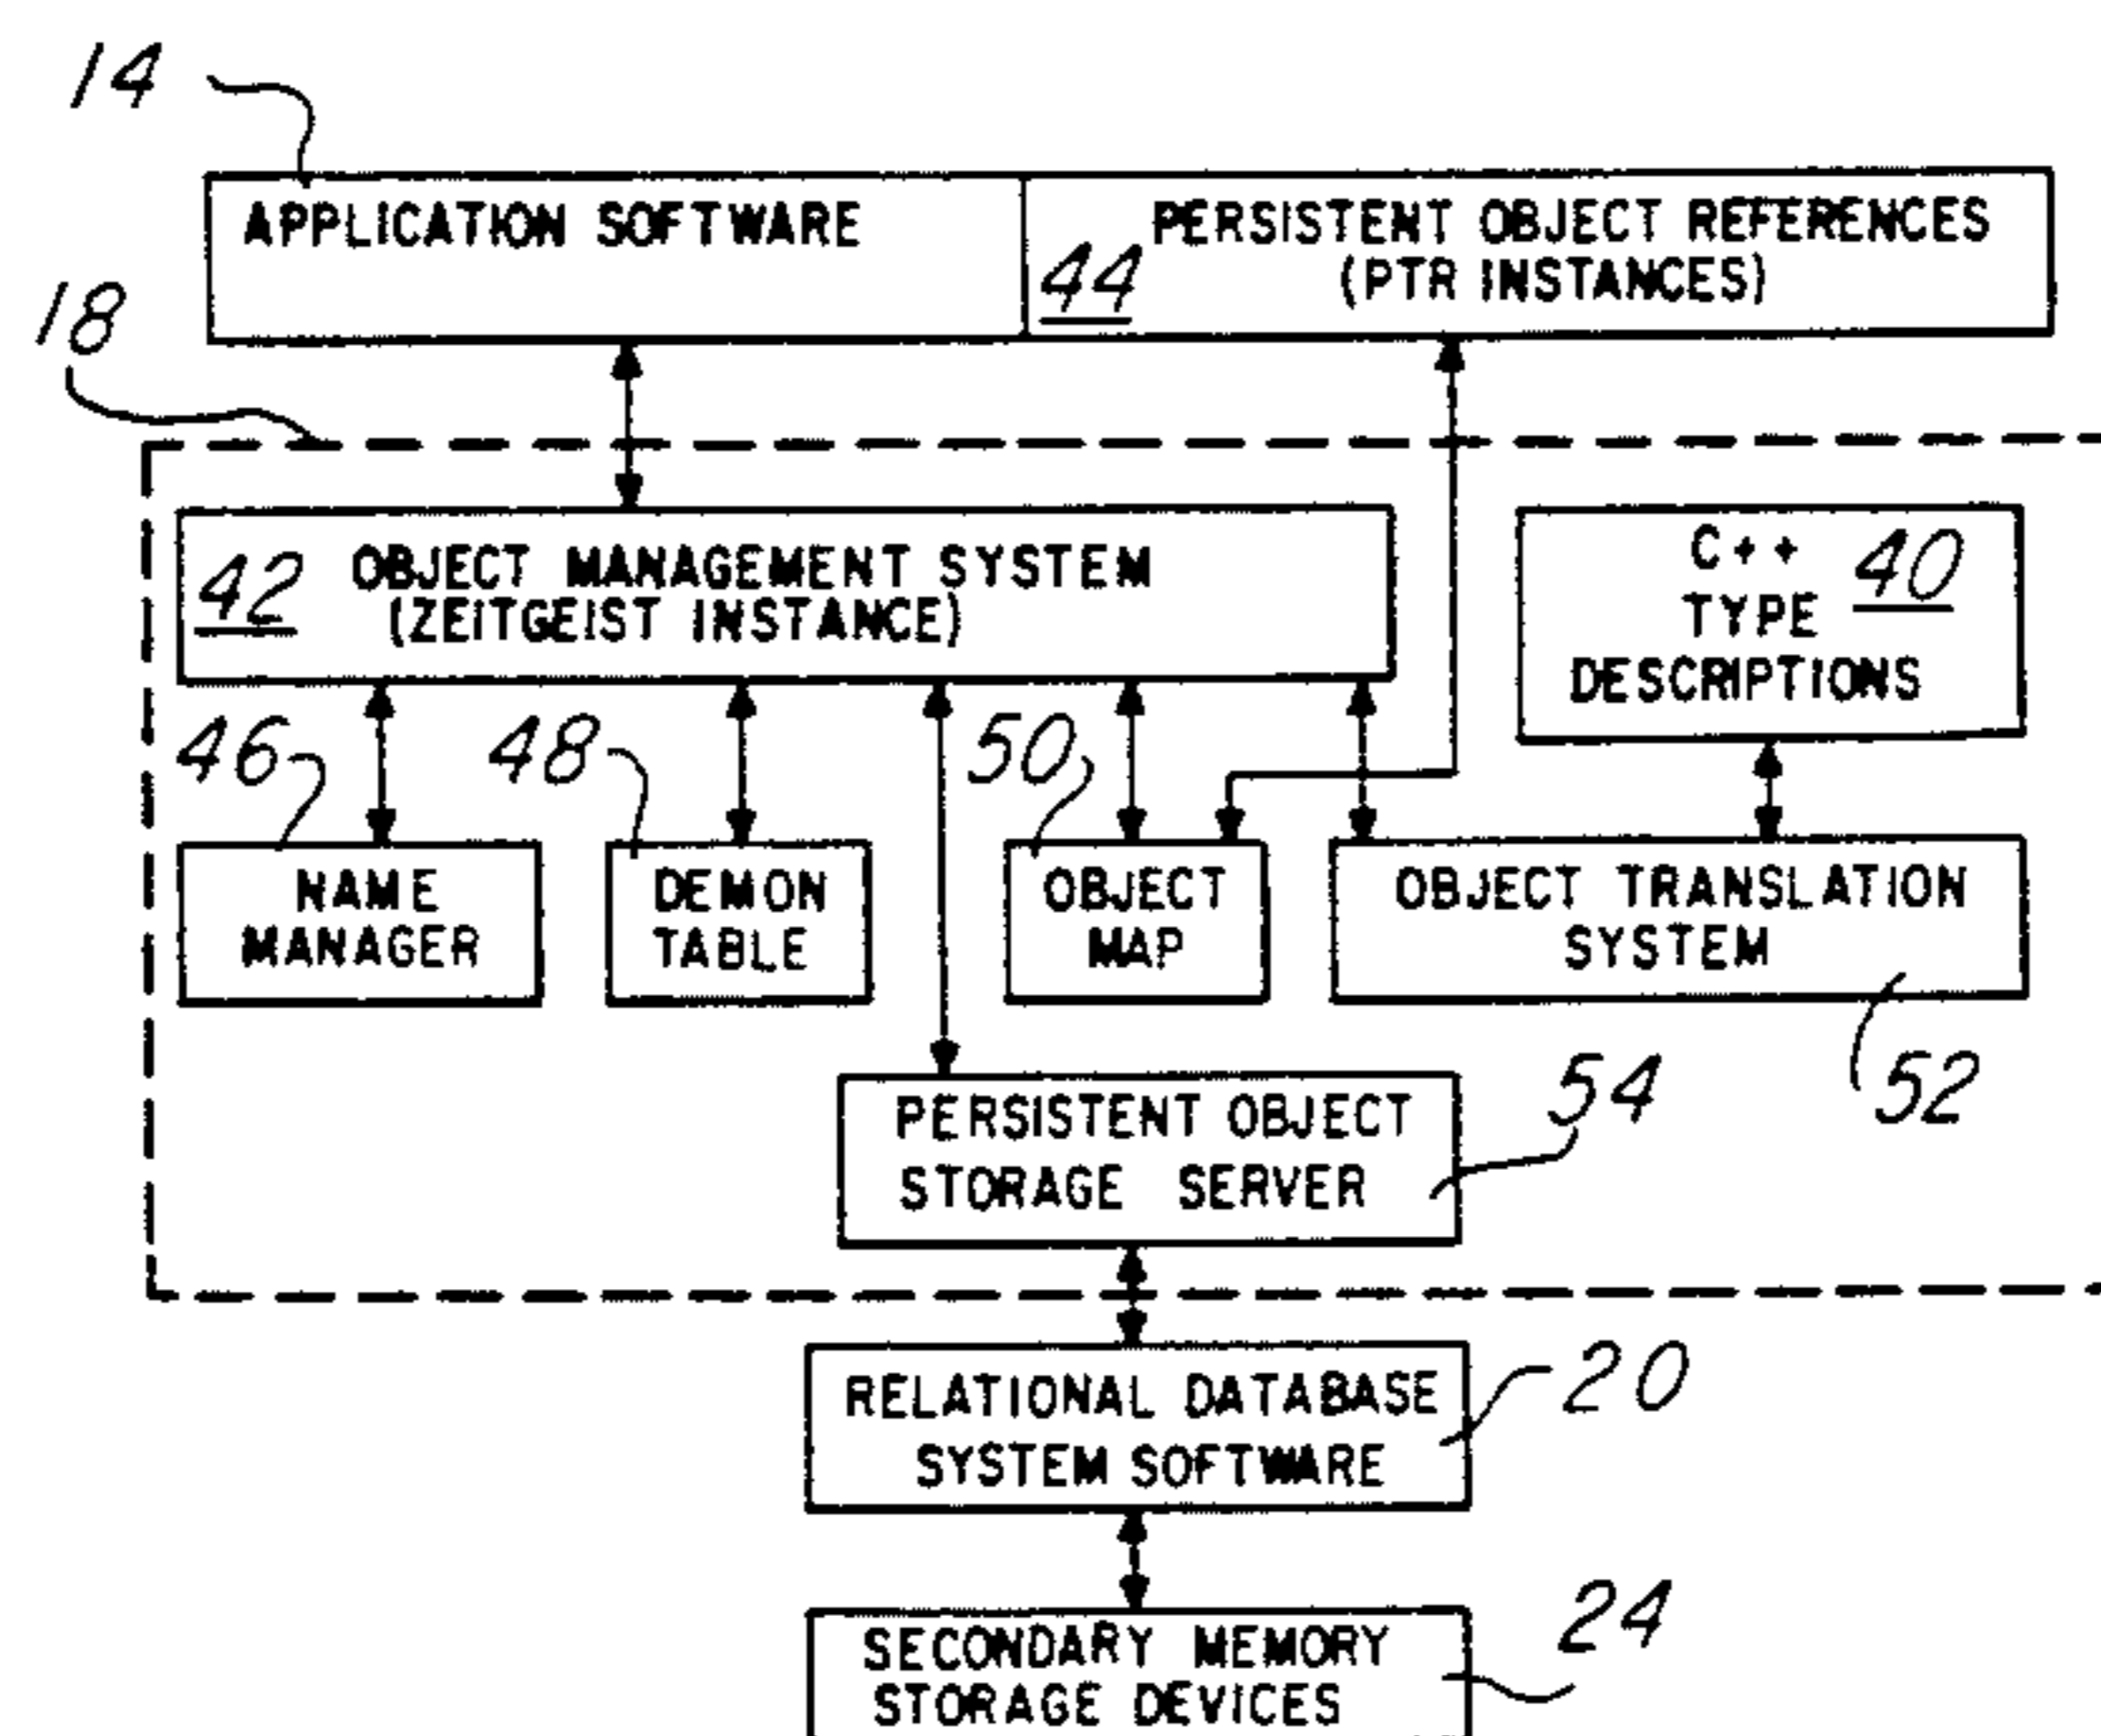 14
APPLICATION SOFTWARE
44
PERSISTENT OBJECT REFERENCES
(PTR INSTANCES)
18
42
OBJECT MANAGEMENT SYSTEM
(ZEITGEIST INSTANCE)
C++
TYPE
DESCRIPTIONS
40
46
48
50
NAME
MANAGER
DEMON
TABLE
OBJECT
MAP
OBJECT TRANSLATION
SYSTEM
52
PERSISTENT OBJECT
STORAGE SERVER
54
RELATIONAL DATABASE
SYSTEM SOFTWARE
20
SECONDARY MEMORY
STORAGE DEVICES
24